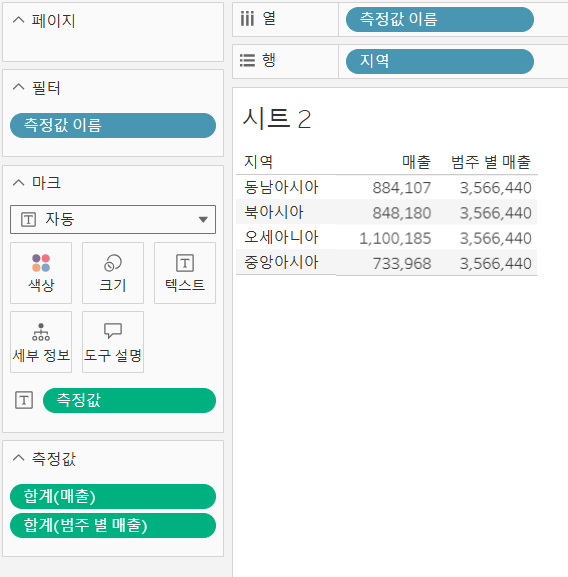 페이지
필터
측정값 이름
마크
자동
색상 크기 텍스트
세부 정보 도구 설명
측정값
측정값
합계(매출)
합계(범주 별 매출)
열 측정값 이름
행 지역
시트 2
지역 매출 범주 별 매출
동남아시아 884,107 3,566,440
북아시아 848,180 3,566,440
오세아니아 1,100,185 3,566,440
중앙아시아 733,968 3,566,440